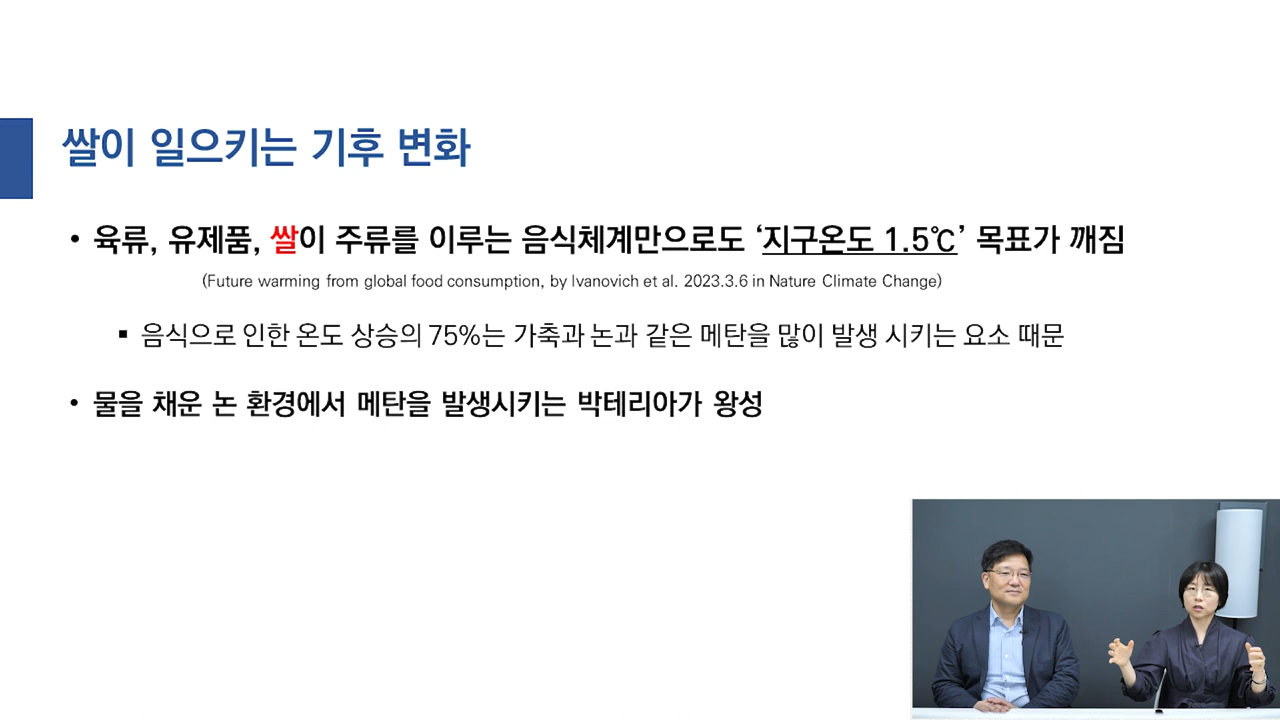 쌀이 일으키는 기후 변화
• 육류, 유제품, 쌀이 주류를 이루는 음식체계만으로도 ‘지구온도 1.5℃’ 목표가 깨짐
(Future warming from global food consumption, by Ivanovich et al. 2023.3.6 in Nature Climate Change)
▪ 음식으로 인한 온도 상승의 75%는 가축과 논과 같은 메탄을 많이 발생 시키는 요소 때문
• 물을 채운 논 환경에서 메탄을 발생시키는 박테리아가 왕성